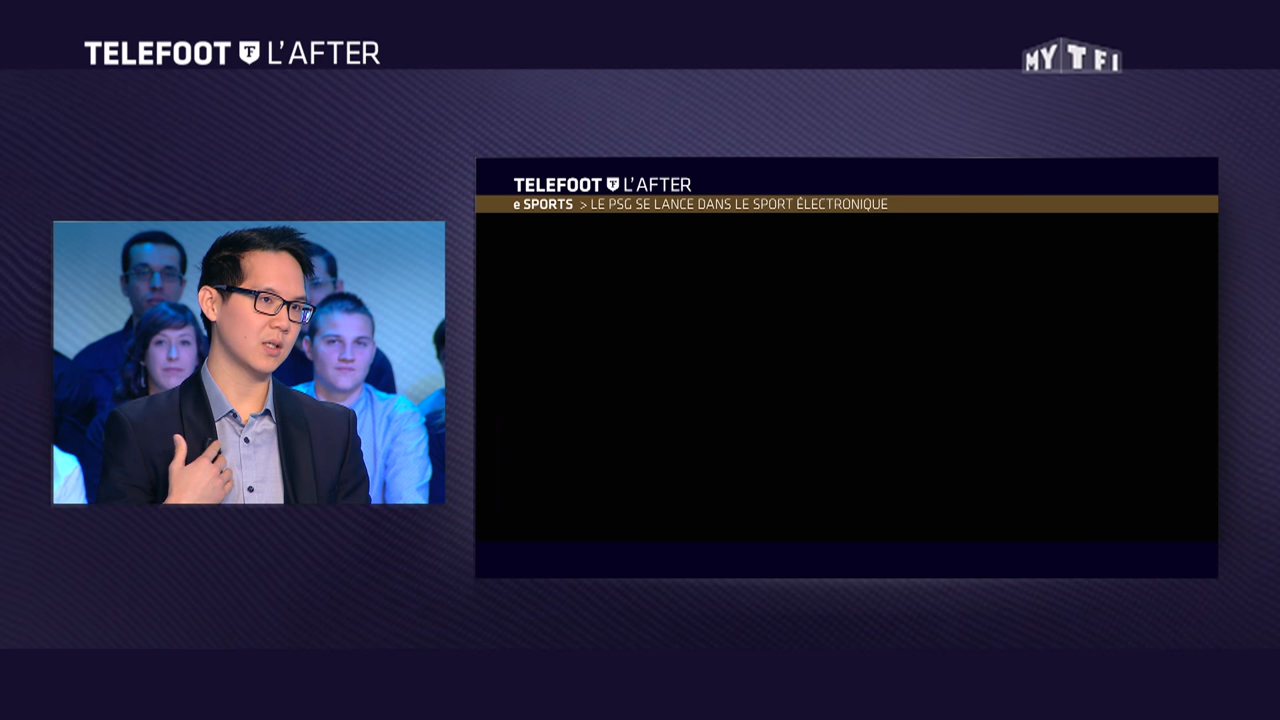 TELEFOOT T L'AFTER
MYTF1
TELEFOOT T L'AFTER
e SPORTS > LE PSG SE LANCE DANS LE SPORT ÉLECTRONIQUE